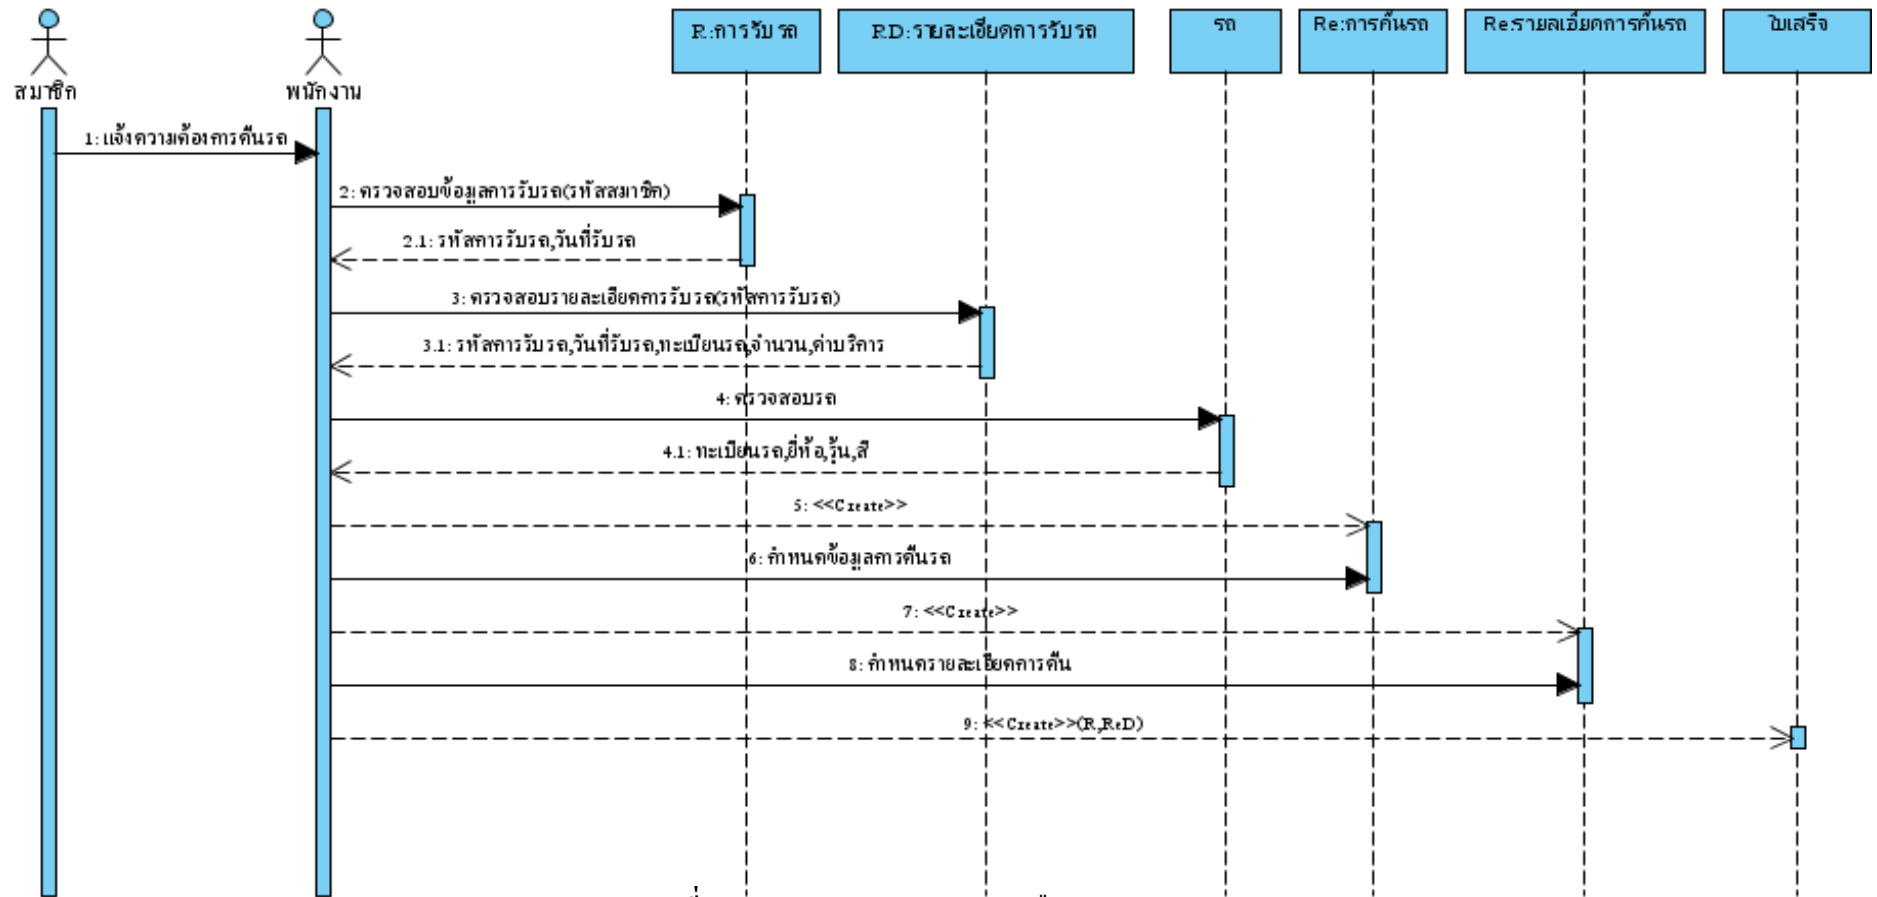 R:การรับรถ
RD:รายละเอียดการรับรถ
รถ
Re:การคืนรถ
Re:รายละเอียดการคืนรถ
ใบเสร็จ
สมาชิก
พนักงาน
1: แจ้งความต้องการคืนรถ
2: ตรวจสอบข้อมูลการรับรถ(รหัสสมาชิก)
2.1: รหัสการรับรถ,วันที่รับรถ
3: ตรวจสอบรายละเอียดการรับรถ(รหัสการรับรถ)
3.1: รหัสการรับรถ,วันที่รับรถ,ทะเบียนรถ,จำนวน,ค่าบริการ
4: ตรวจสอบรถ
4.1: ทะเบียนรถ,ยี่ห้อ,รุ้น,สี
5: <<Create>>
6: กำหนดข้อมูลการคืนรถ
7: <<Create>>
8: กำหนดรายละเอียดการคืน
9: <<Create>>(R,ReD)